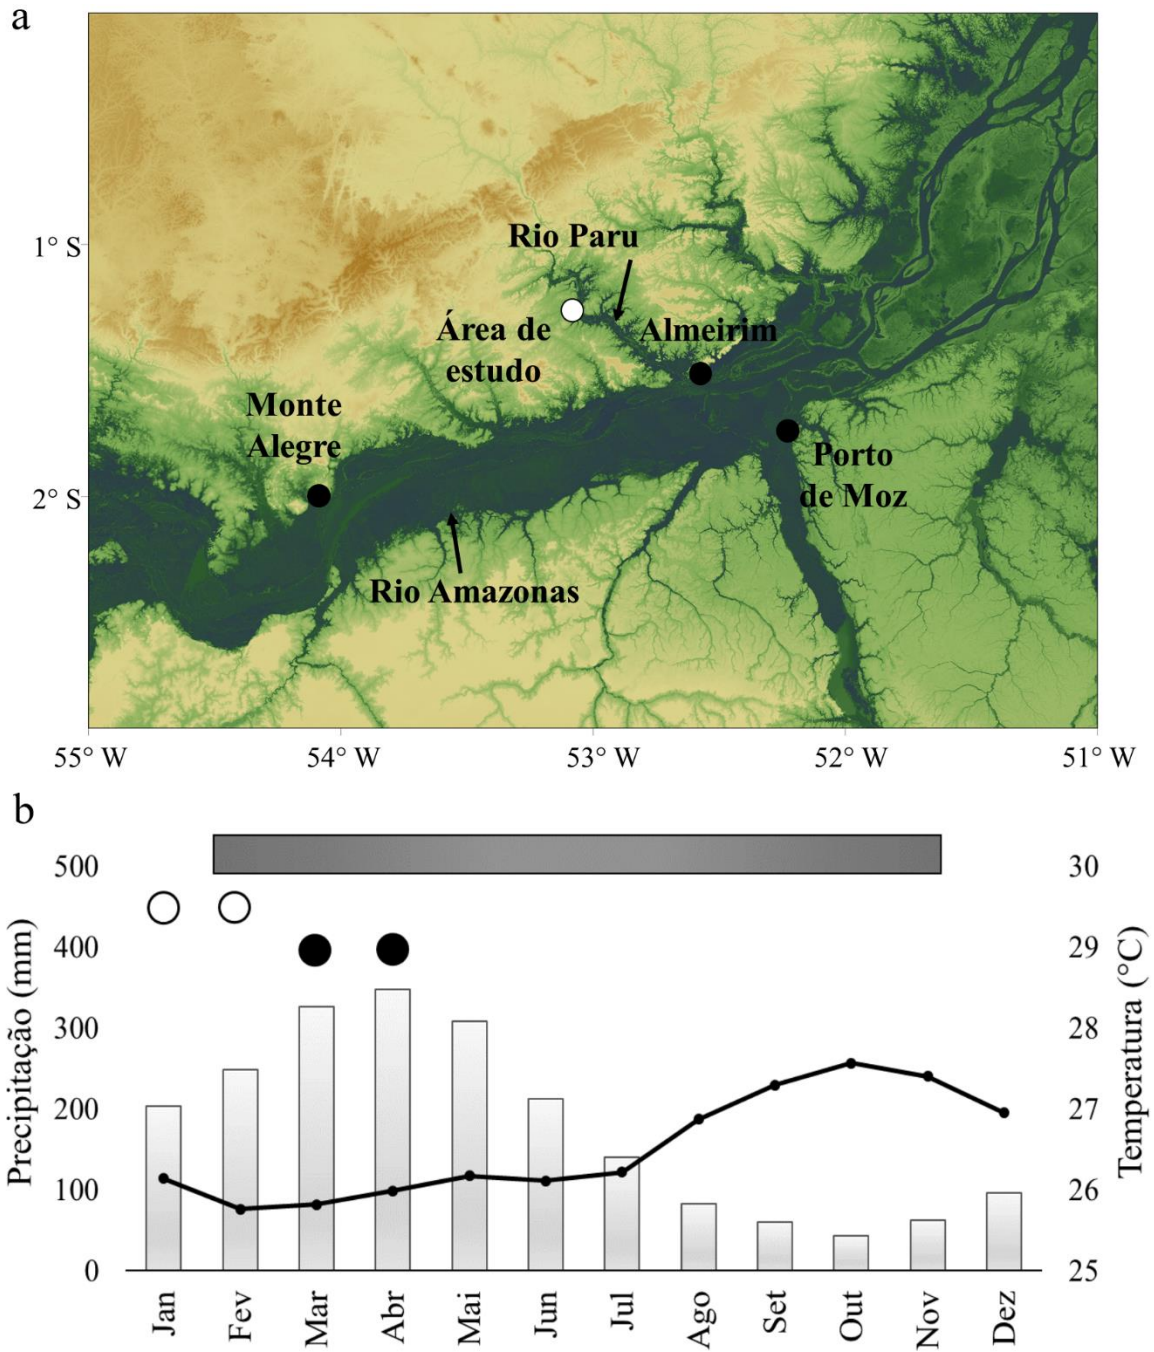 a
1° S
2° S
Rio Paru
Área de
estudo
Almeirim
Monte
Alegre
Porto
de Moz
Rio Amazonas
55° W
54° W
53° W
52° W
51° W
b
Precipitação (mm)
500
400
300
200
100
0
30
29
28
27
26
25
Temperatura (°C)
Jan
Fev
Mar
Abr
Mai
Jun
Jul
Ago
Set
Out
Nov
Dez